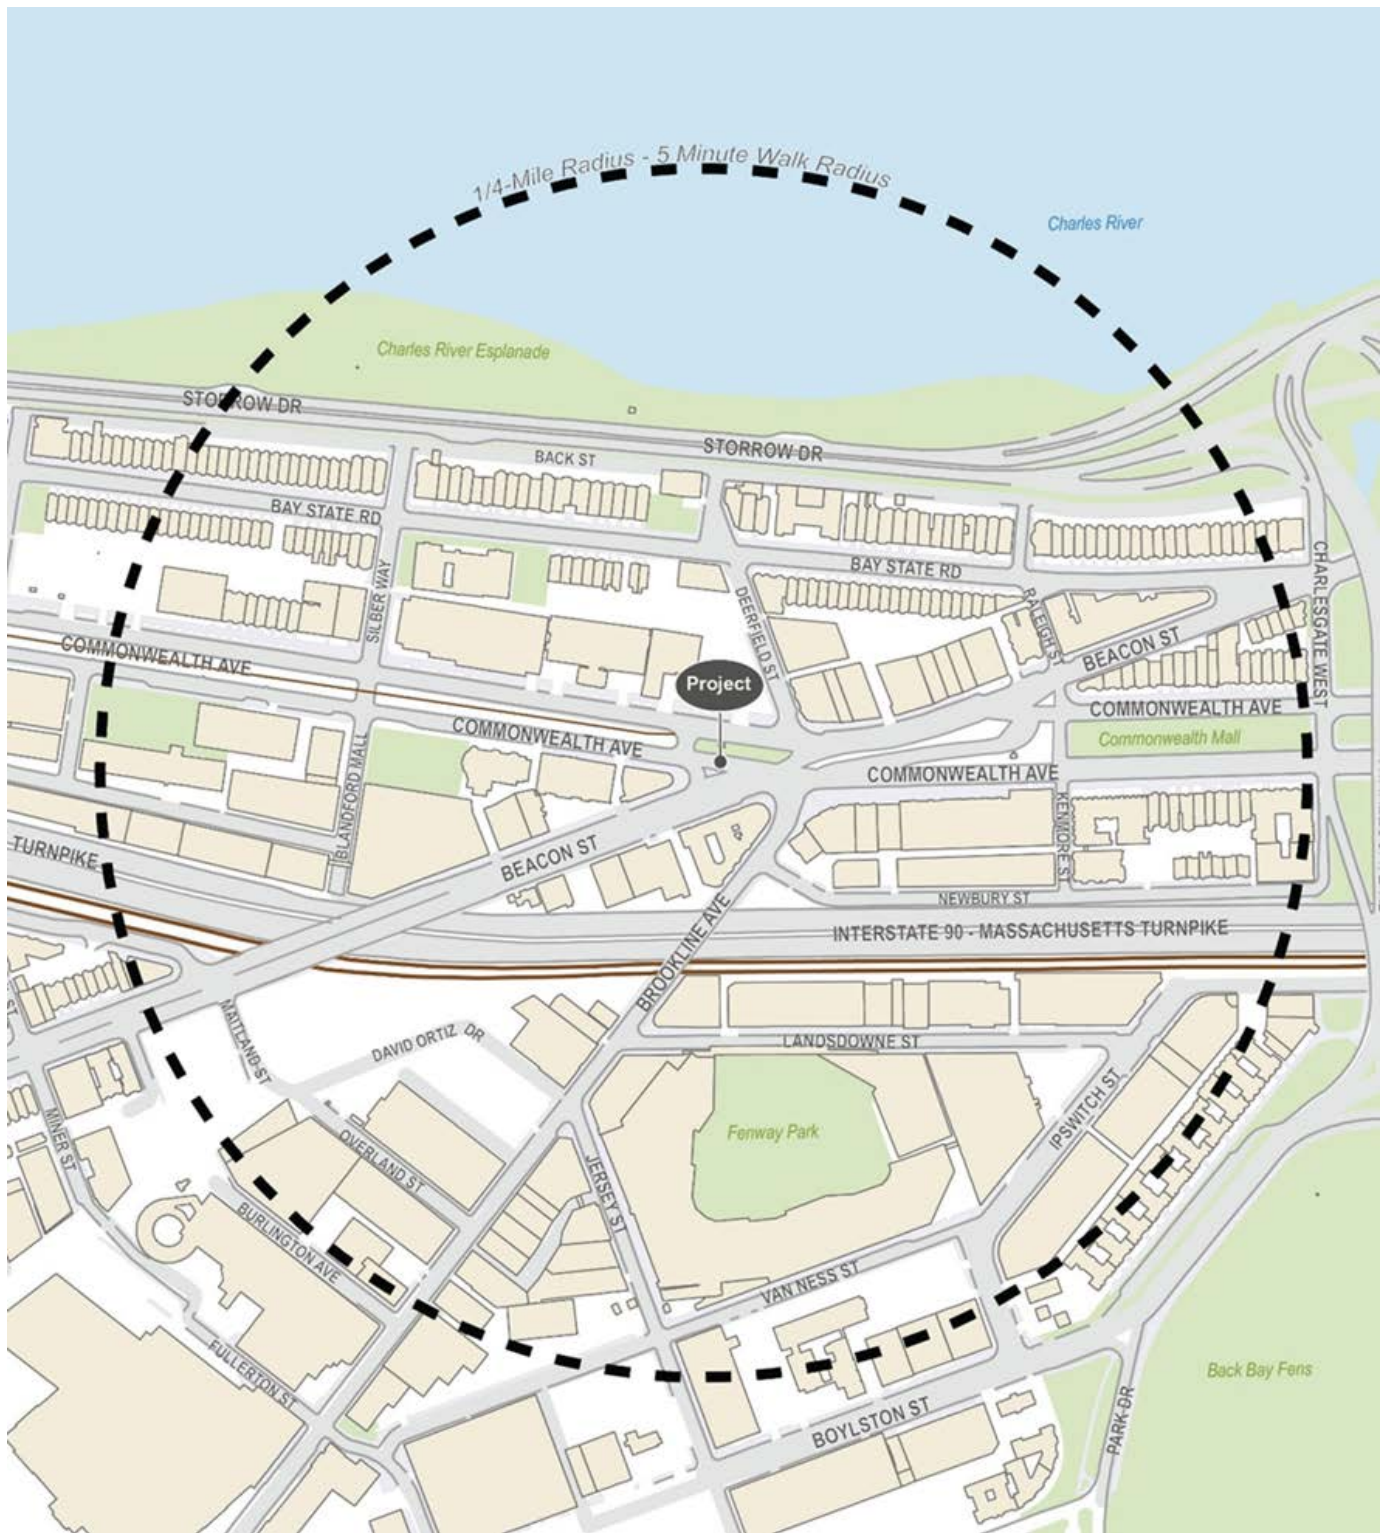 1/4-Mile Radius - 5 Minute Walk Radius
Charles River
Charles River Esplanade
STORROW DR
STORROW DR
BACK ST
BAY STATE RD
BAY STATE RD
SILBER WAY
DEERFIELD ST
RALEIGH ST
CHARLESGATE WEST
BEACON ST
COMMONWEALTH AVE
Project
COMMONWEALTH AVE
COMMONWEALTH AVE
Commonwealth Mall
COMMONWEALTH AVE
BLANDFORD MALL
KENMORE ST
TURNPIKE
BEACON ST
NEWBURY ST
BROOKLINE AVE
INTERSTATE 90 - MASSACHUSETTS TURNPIKE
ST
MAITLAND ST
DAVID ORTIZ DR
LANDSDOWNE ST
MINER ST
OVERLAND ST
Fenway Park
IPSWITCH ST
JERSEY ST
BURLINGTON AVE
VAN NESS ST
FULLERTON ST
Back Bay Fens
BOYLSTON ST
PARK DR